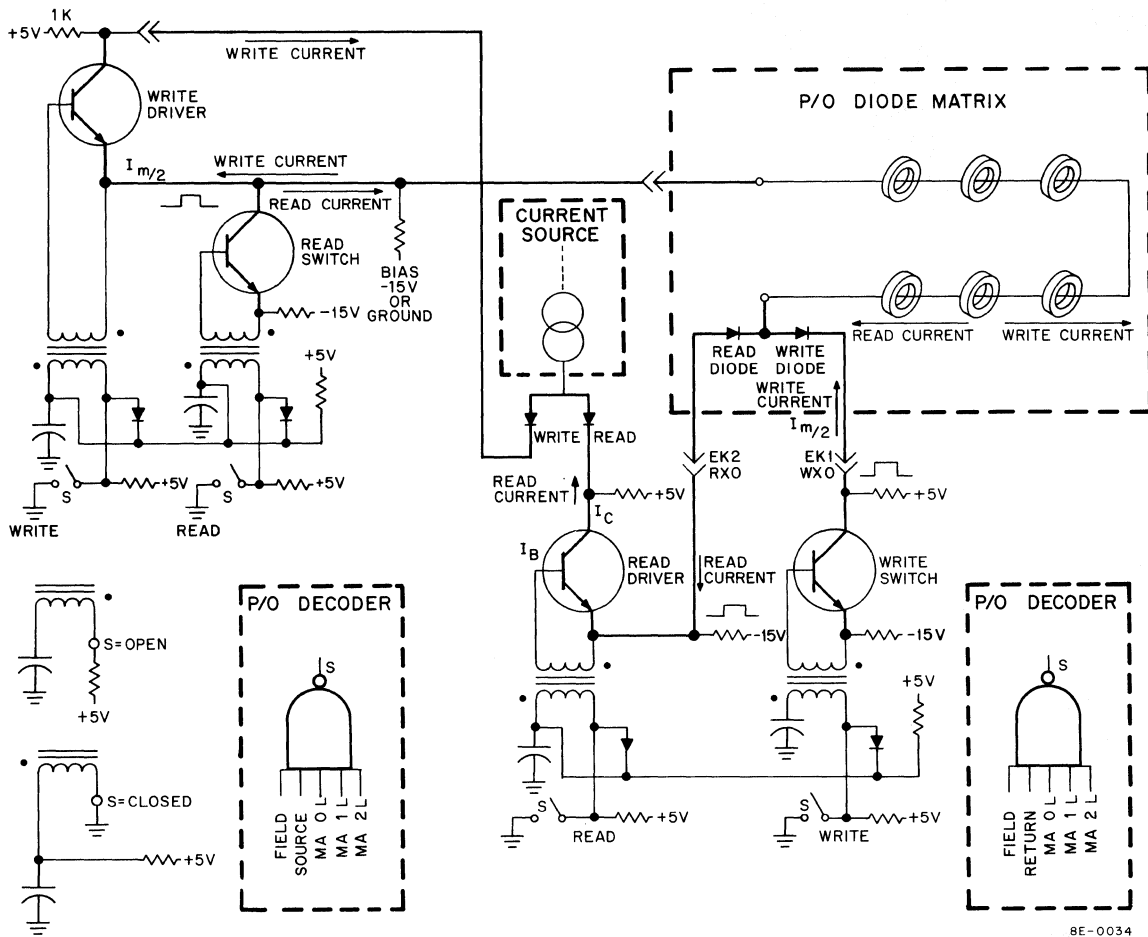 1K
+5V
WRITE CURRENT
WRITE
DRIVER
P/O DIODE MATRIX
Im/2
WRITE CURRENT
READ CURRENT
READ
SWITCH
BIAS
-15V
OR
GROUND
-15V
+5V
CURRENT
SOURCE
READ CURRENT
WRITE CURRENT
READ
DIODE
WRITE
DIODE
WRITE
CURRENT
Im/2
WRITE
READ
EK2
RX0
EK1
WX0
S
+5V
S
+5V
WRITE
READ
READ
CURRENT
+5V
+5V
IC
IB
READ
DRIVER
READ
CURRENT
WRITE
SWITCH
-15V
-15V
S=OPEN
+5V
S=CLOSED
+5V
P/O DECODER
S
FIELD
SOURCE
MA 0 L
MA 1 L
MA 2 L
+5V
S
+5V
READ
S
+5V
WRITE
P/O DECODER
S
FIELD
RETURN
MA 0 L
MA 1 L
MA 2 L
8E-0034